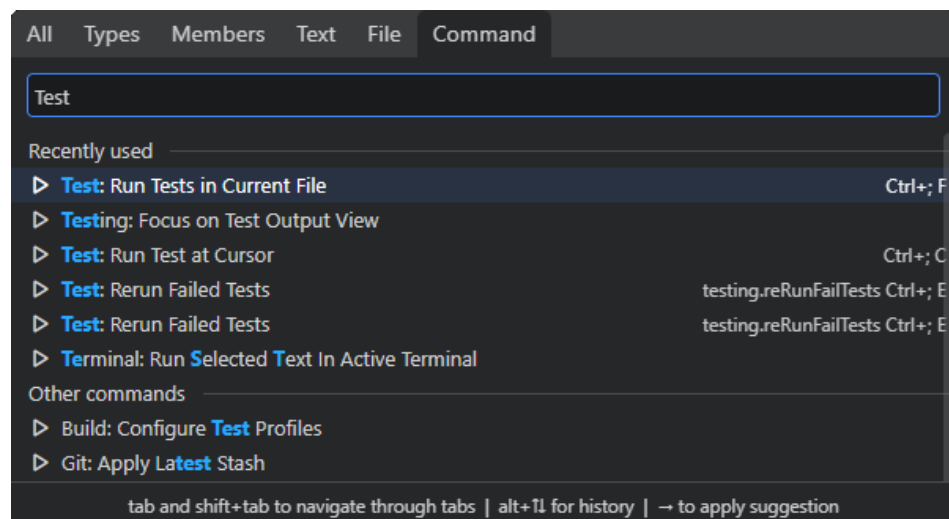 All Types Members Text File Command
Test
Recently used
Test: Run Tests in Current File Ctrl+; F
Testing: Focus on Test Output View
Test: Run Test at Cursor Ctrl+; C
Test: Rerun Failed Tests testing.reRunFailTests Ctrl+; E
Test: Rerun Failed Tests testing.reRunFailTests Ctrl+; E
Terminal: Run Selected Text In Active Terminal
Other commands
Build: Configure Test Profiles
Git: Apply Latest Stash
tab and shift+tab to navigate through tabs | alt+⇅ for history | → to apply suggestion